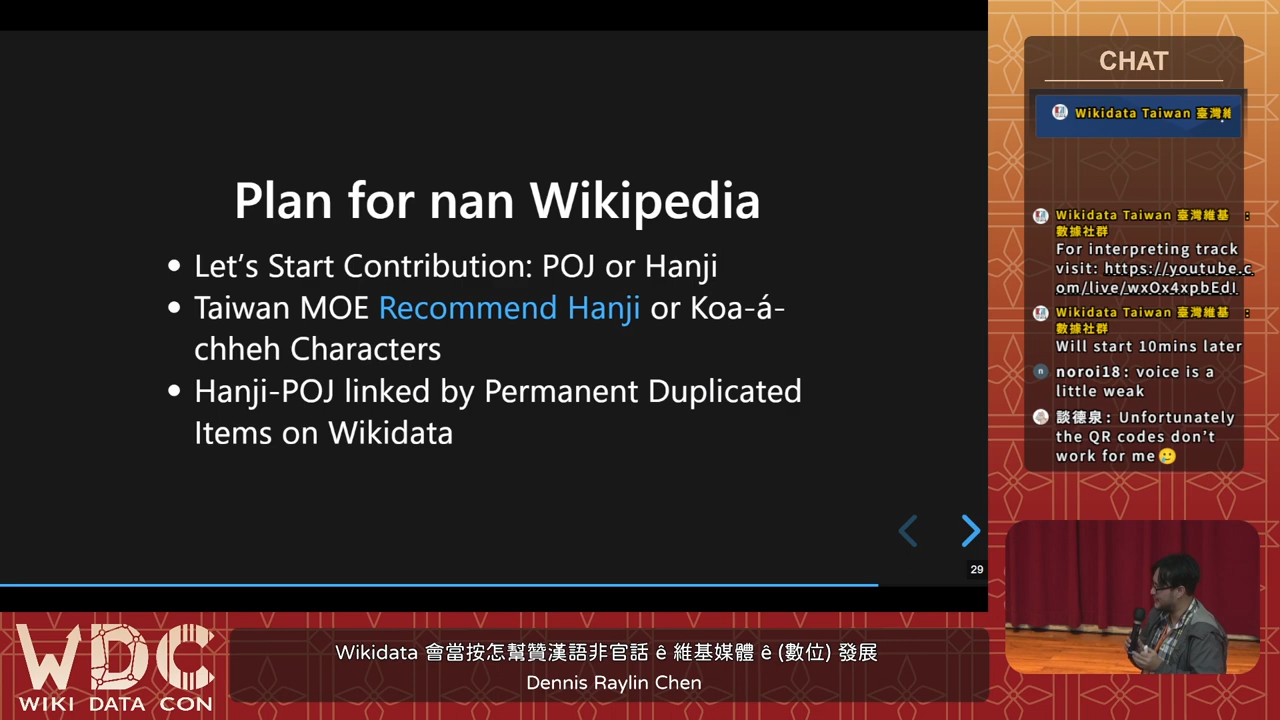 Plan for nan Wikipedia
• Let's Start Contribution: POJ or Hanji
• Taiwan MOE Recommend Hanji or Koa-á-
chheh Characters
• Hanji-POJ linked by Permanent Duplicated
Items on Wikidata
29
CHAT
Wikidata Taiwan 臺灣維
Wikidata Taiwan 臺灣維基 :
數據社群
For interpreting track
visit: https://youtube.c
om/live/wxOx4xpbEdI
Wikidata Taiwan 臺灣維基 :
數據社群
Will start 10mins later
n noroi18: voice is a
little weak
談德泉: Unfortunately
the QR codes don't
work for me🥲
WDC
WIKI DATA CON
Wikidata 會當按怎幫贊漢語非官話 ê 維基媒體 ê (數位) 發展
Dennis Raylin Chen